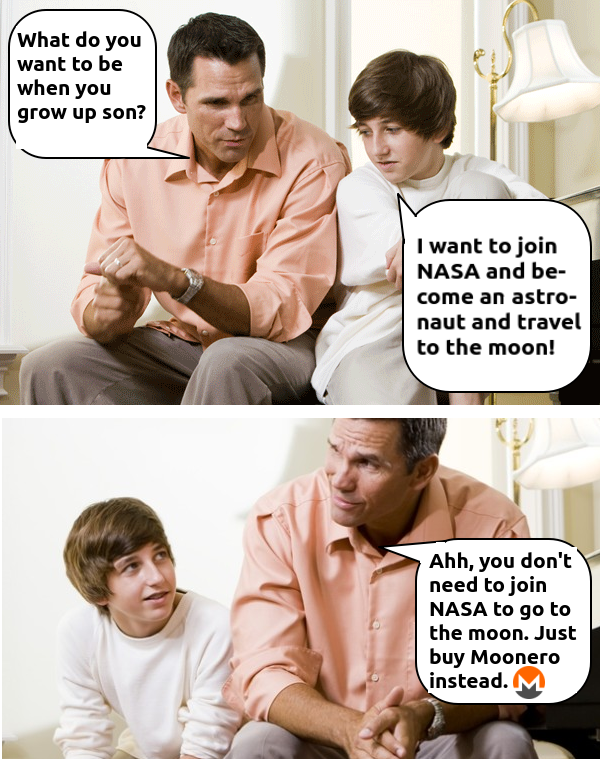 What do you
want to be
when you
grow up son?
I want to join
NASA and be-
come an astro-
naut and travel
to the moon!
Ahh, you don't
need to join
NASA to go to
the moon. Just
buy Moonero
instead.